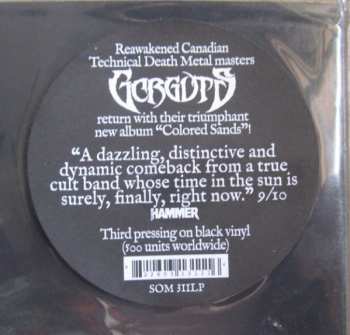 Reawakened Canadian
Technical Death Metal masters
GORGUTS
return with their triumphant
new album “Colored Sands”!
“A dazzling, distinctive and
dynamic comeback from a true
cult band whose time in the sun is
surely, finally, right now.” 9/10
HAMMER
Third pressing on black vinyl
(500 units worldwide)
SOM 311LP